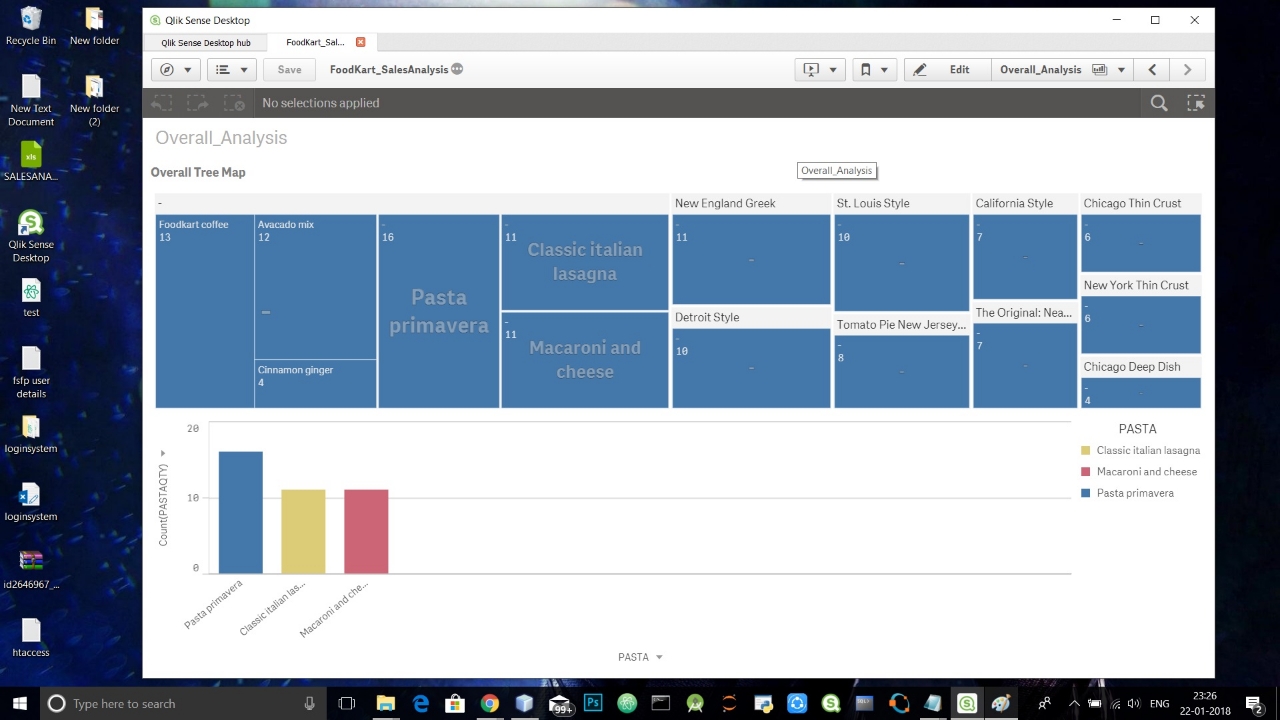 Recycle Bin
New folder
New Text Document
New folder (2)
xls
SALESANA...
Qlik Sense Desktop
test
fsfp user details
loginsystem
loginsystem
id2646967_...
htaccess
Qlik Sense Desktop
Qlik Sense Desktop hub
FoodKart_Sal...
Save
FoodKart_SalesAnalysis
Edit
Overall_Analysis
No selections applied
Overall_Analysis
Overall Tree Map
Overall_Analysis
-
Foodkart coffee
13
Avacado mix
12
-
Cinnamon ginger
4
-
16
Pasta primavera
-
11
Classic italian lasagna
-
11
Macaroni and cheese
New England Greek
-
11
-
Detroit Style
-
10
-
St. Louis Style
-
10
-
Tomato Pie New Jersey...
-
8
-
California Style
-
7
-
The Original: Nea...
-
7
-
Chicago Thin Crust
-
6
-
New York Thin Crust
-
6
-
Chicago Deep Dish
-
4
-
20
10
0
Count(PASTAQTY)
Pasta primavera
Classic italian las...
Macaroni and che...
PASTA
PASTA
Classic italian lasagna
Macaroni and cheese
Pasta primavera
Type here to search
99+
Ps
ENG
23:26
22-01-2018
2